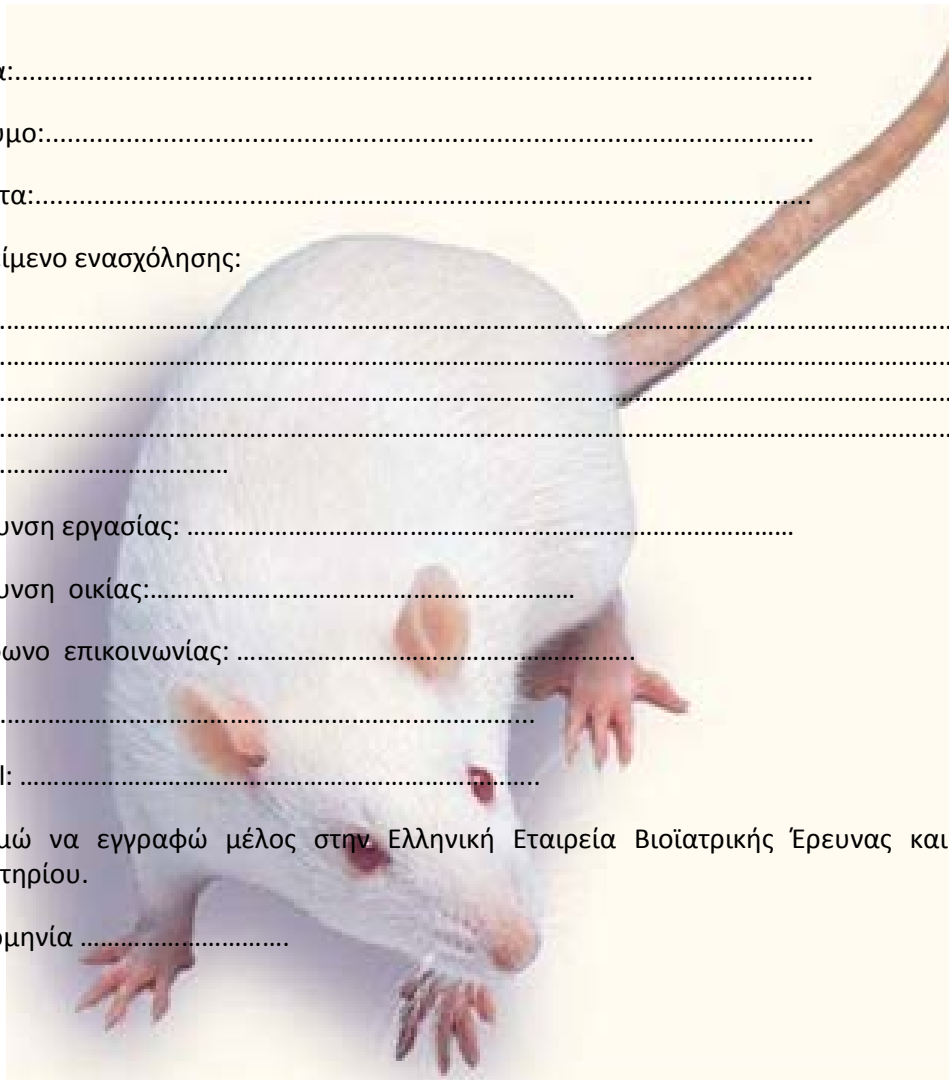 α:..........................................................................................................
υμο:......................................................................................................
τα:.......................................................................................................
ίμενο ενασχόλησης:
................................................................................................................................
................................................................................................................................
................................................................................................................................
................................................................................................................................
..............................
υνση εργασίας: .................................................................................
υνση οικίας:.........................................................
ωνο επικοινωνίας: .....................................................
.......................................................................
l: .....................................................................
μώ να εγγραφώ μέλος στην Ελληνική Εταιρεία Βιοϊατρικής Έρευνας και
τηρίου.
ομηνία ............................